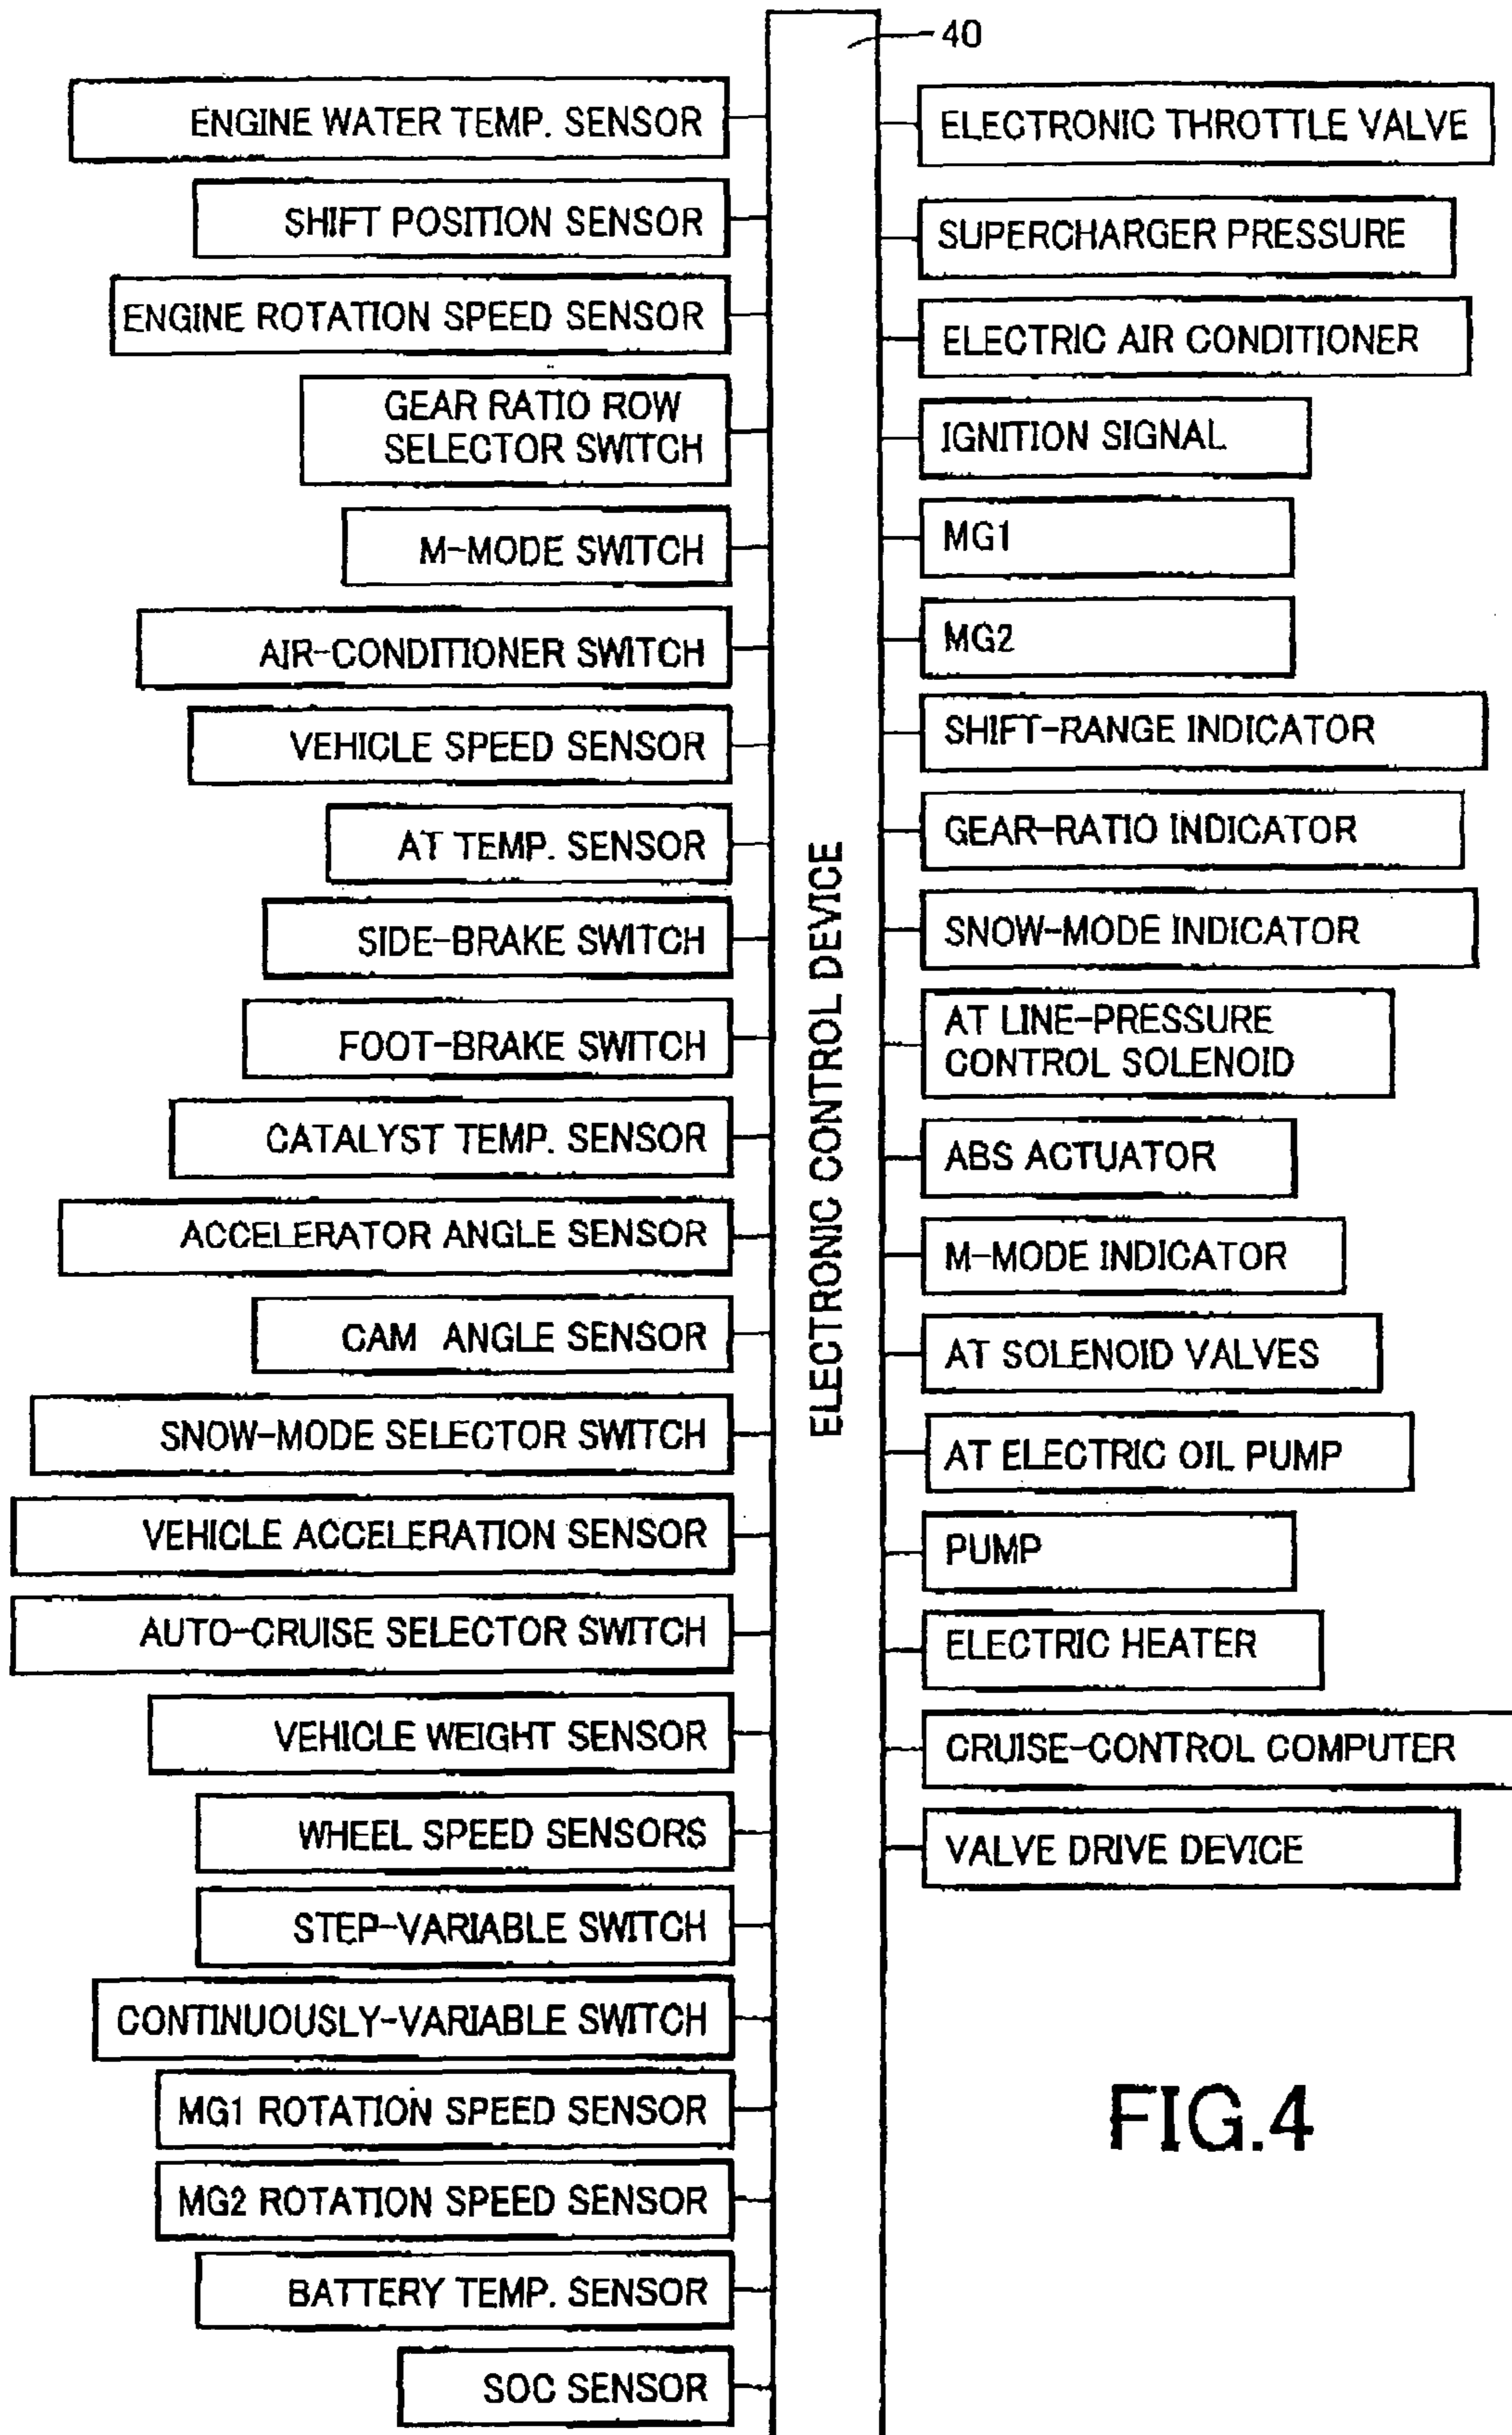 40
ENGINE WATER TEMP. SENSOR
SHIFT POSITION SENSOR
ENGINE ROTATION SPEED SENSOR
GEAR RATIO ROW
SELECTOR SWITCH
M-MODE SWITCH
AIR-CONDITIONER SWITCH
VEHICLE SPEED SENSOR
AT TEMP. SENSOR
SIDE-BRAKE SWITCH
FOOT-BRAKE SWITCH
CATALYST TEMP. SENSOR
ACCELERATOR ANGLE SENSOR
CAM ANGLE SENSOR
SNOW-MODE SELECTOR SWITCH
VEHICLE ACCELERATION SENSOR
AUTO-CRUISE SELECTOR SWITCH
VEHICLE WEIGHT SENSOR
WHEEL SPEED SENSORS
STEP-VARIABLE SWITCH
CONTINUOUSLY-VARIABLE SWITCH
MG1 ROTATION SPEED SENSOR
MG2 ROTATION SPEED SENSOR
BATTERY TEMP. SENSOR
SOC SENSOR
ELECTRONIC CONTROL DEVICE
ELECTRONIC THROTTLE VALVE
SUPERCHARGER PRESSURE
ELECTRIC AIR CONDITIONER
IGNITION SIGNAL
MG1
MG2
SHIFT-RANGE INDICATOR
GEAR-RATIO INDICATOR
SNOW-MODE INDICATOR
AT LINE-PRESSURE
CONTROL SOLENOID
ABS ACTUATOR
M-MODE INDICATOR
AT SOLENOID VALVES
AT ELECTRIC OIL PUMP
PUMP
ELECTRIC HEATER
CRUISE-CONTROL COMPUTER
VALVE DRIVE DEVICE
FIG.4